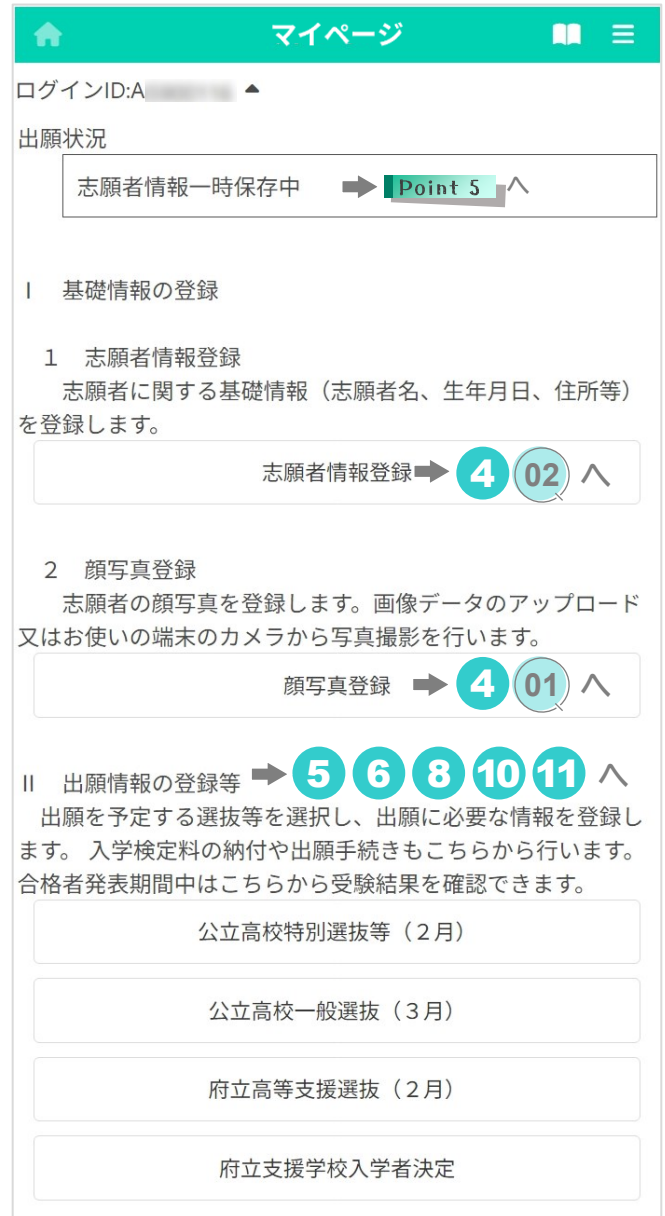 マイページ
ログインID:A
出願状況
志願者情報一時保存中 Point 5 へ
Ⅰ 基礎情報の登録
１ 志願者情報登録
志願者に関する基礎情報（志願者名、生年月日、住所等）
を登録します。
志願者情報登録 4 02 へ
２ 顔写真登録
志願者の顔写真を登録します。画像データのアップロード
又はお使いの端末のカメラから写真撮影を行います。
顔写真登録 4 01 へ
Ⅱ 出願情報の登録等 5 6 8 10 11 へ
出願を予定する選抜等を選択し、出願に必要な情報を登録し
ます。 入学検定料の納付や出願手続きもこちらから行います。
合格者発表期間中はこちらから受験結果を確認できます。
公立高校特別選抜等（２月）
公立高校一般選抜（３月）
府立高等支援選抜（２月）
府立支援学校入学者決定